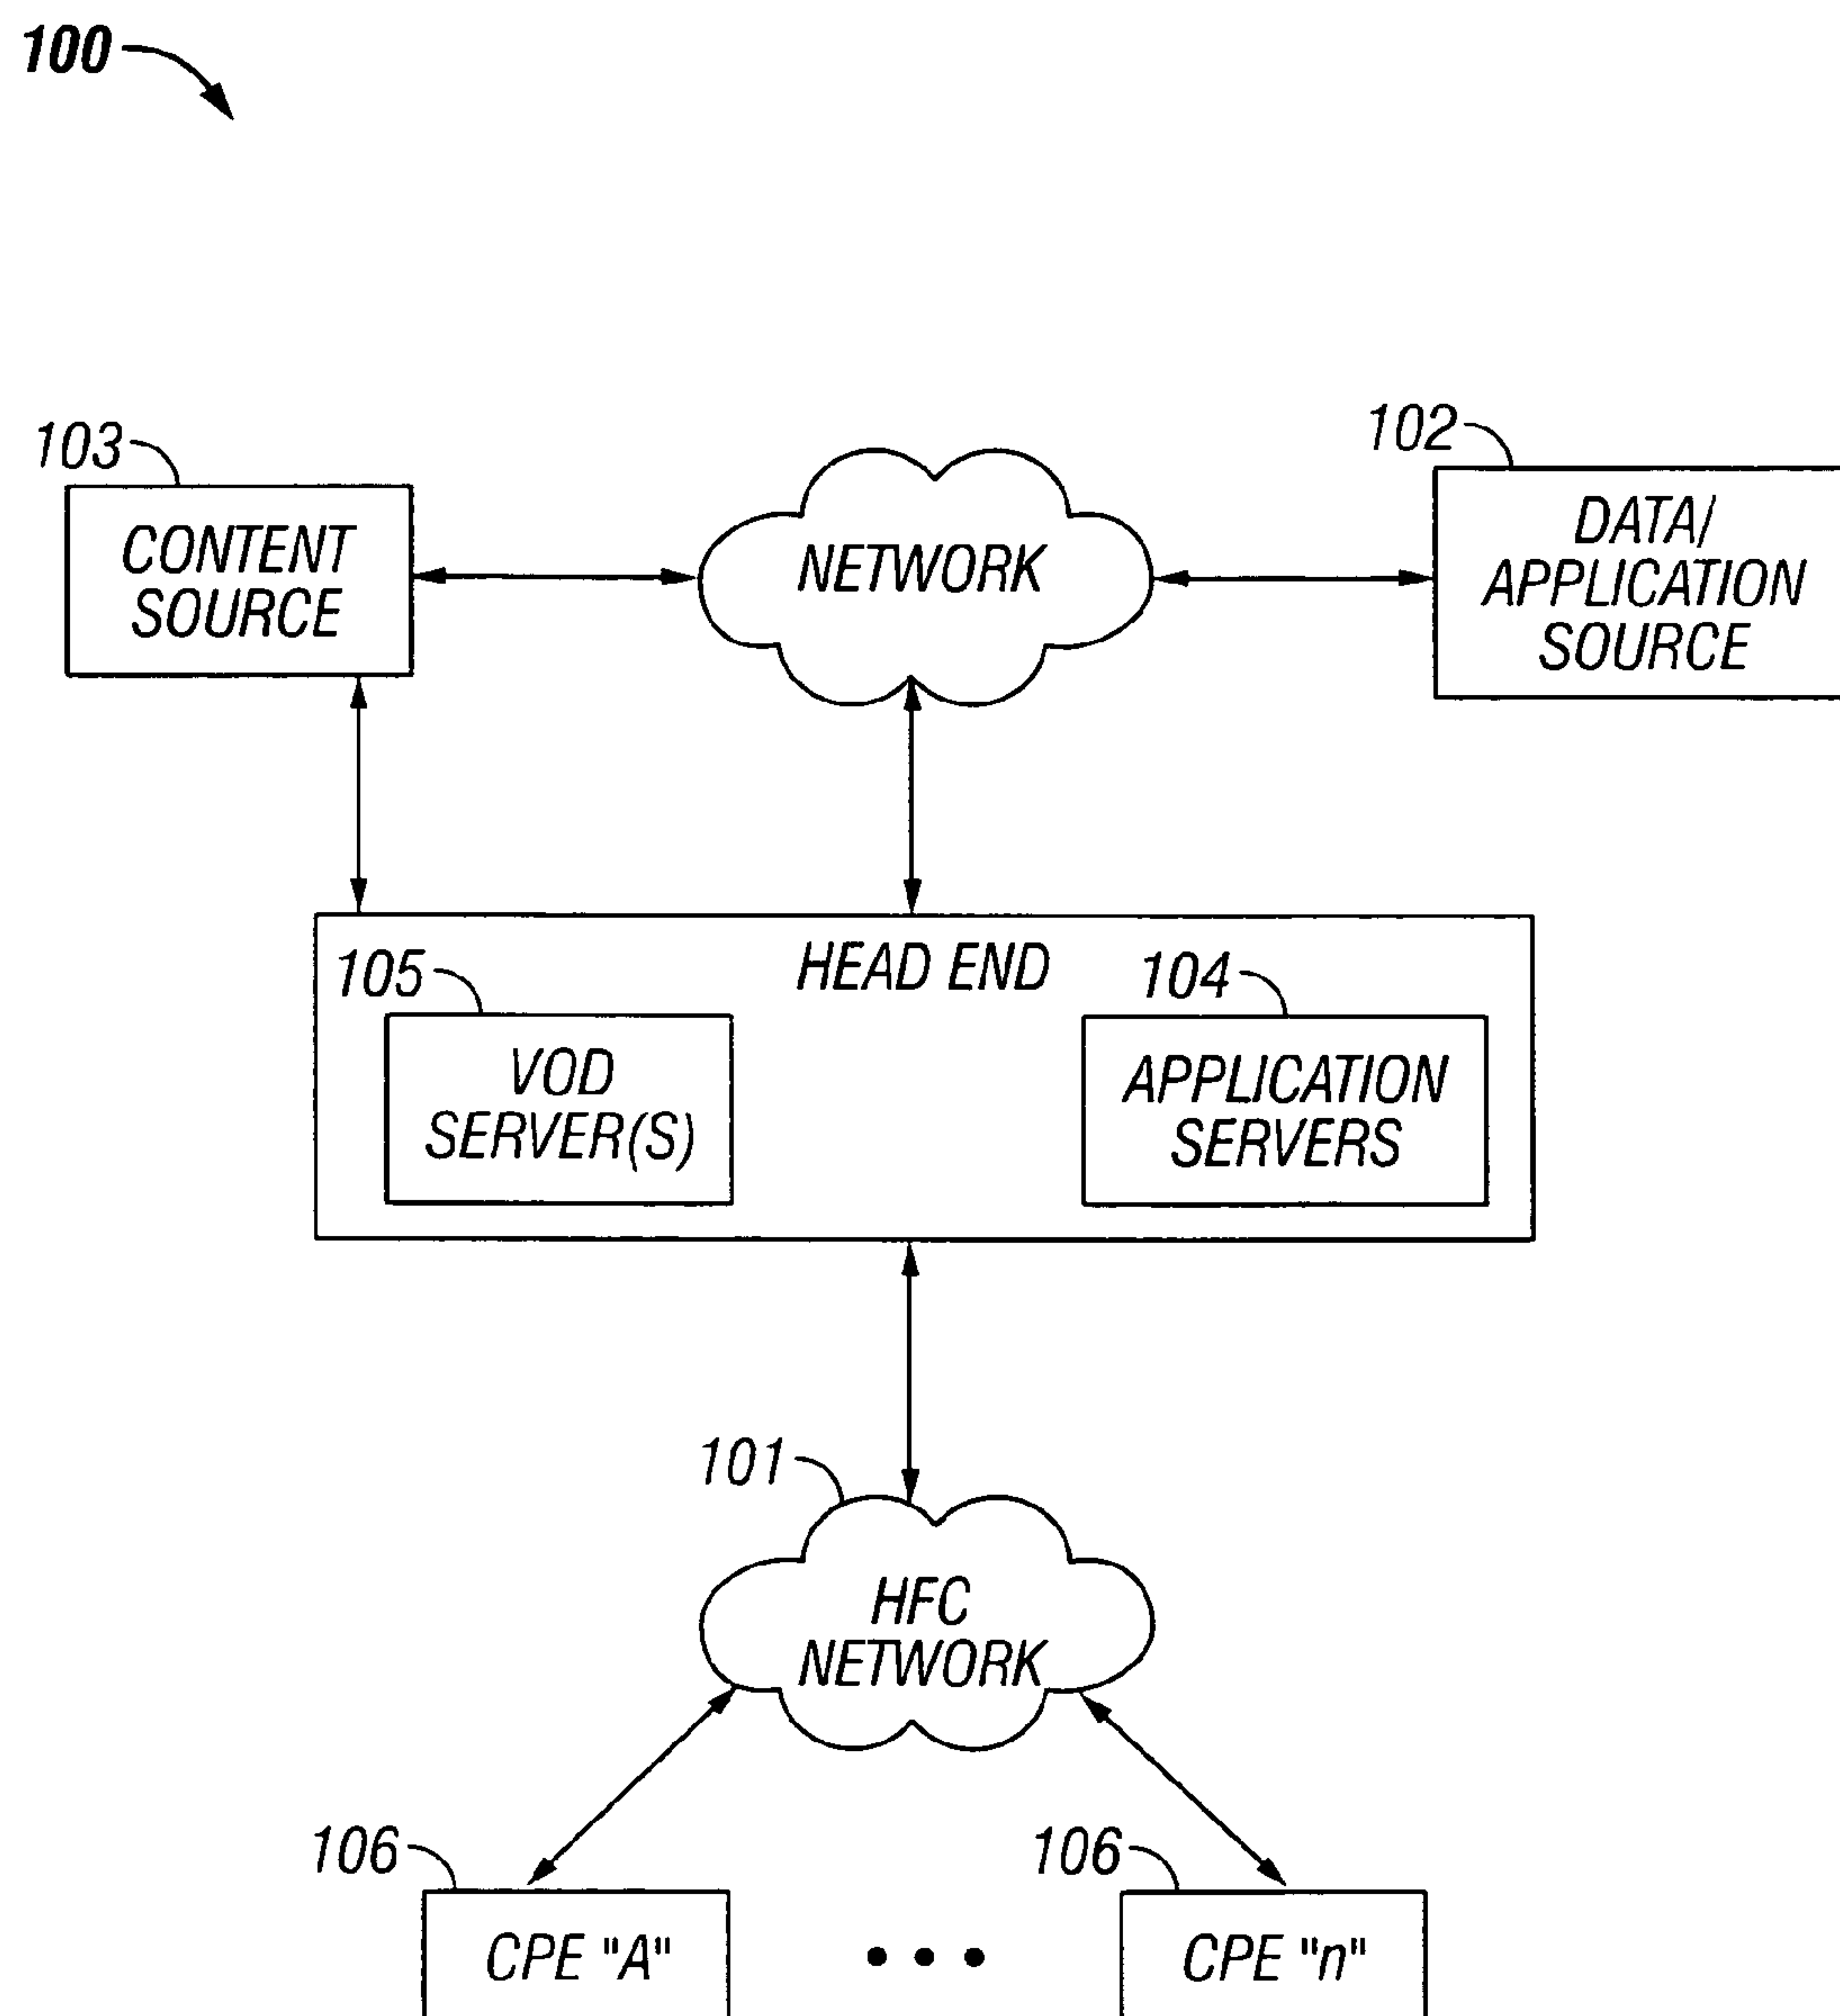 100
103
102
CONTENT
SOURCE
NETWORK
DATA/
APPLICATION
SOURCE
HEAD END
105
104
VOD
SERVER(S)
APPLICATION
SERVERS
101
HFC
NETWORK
106
106
CPE "A"
CPE "n"